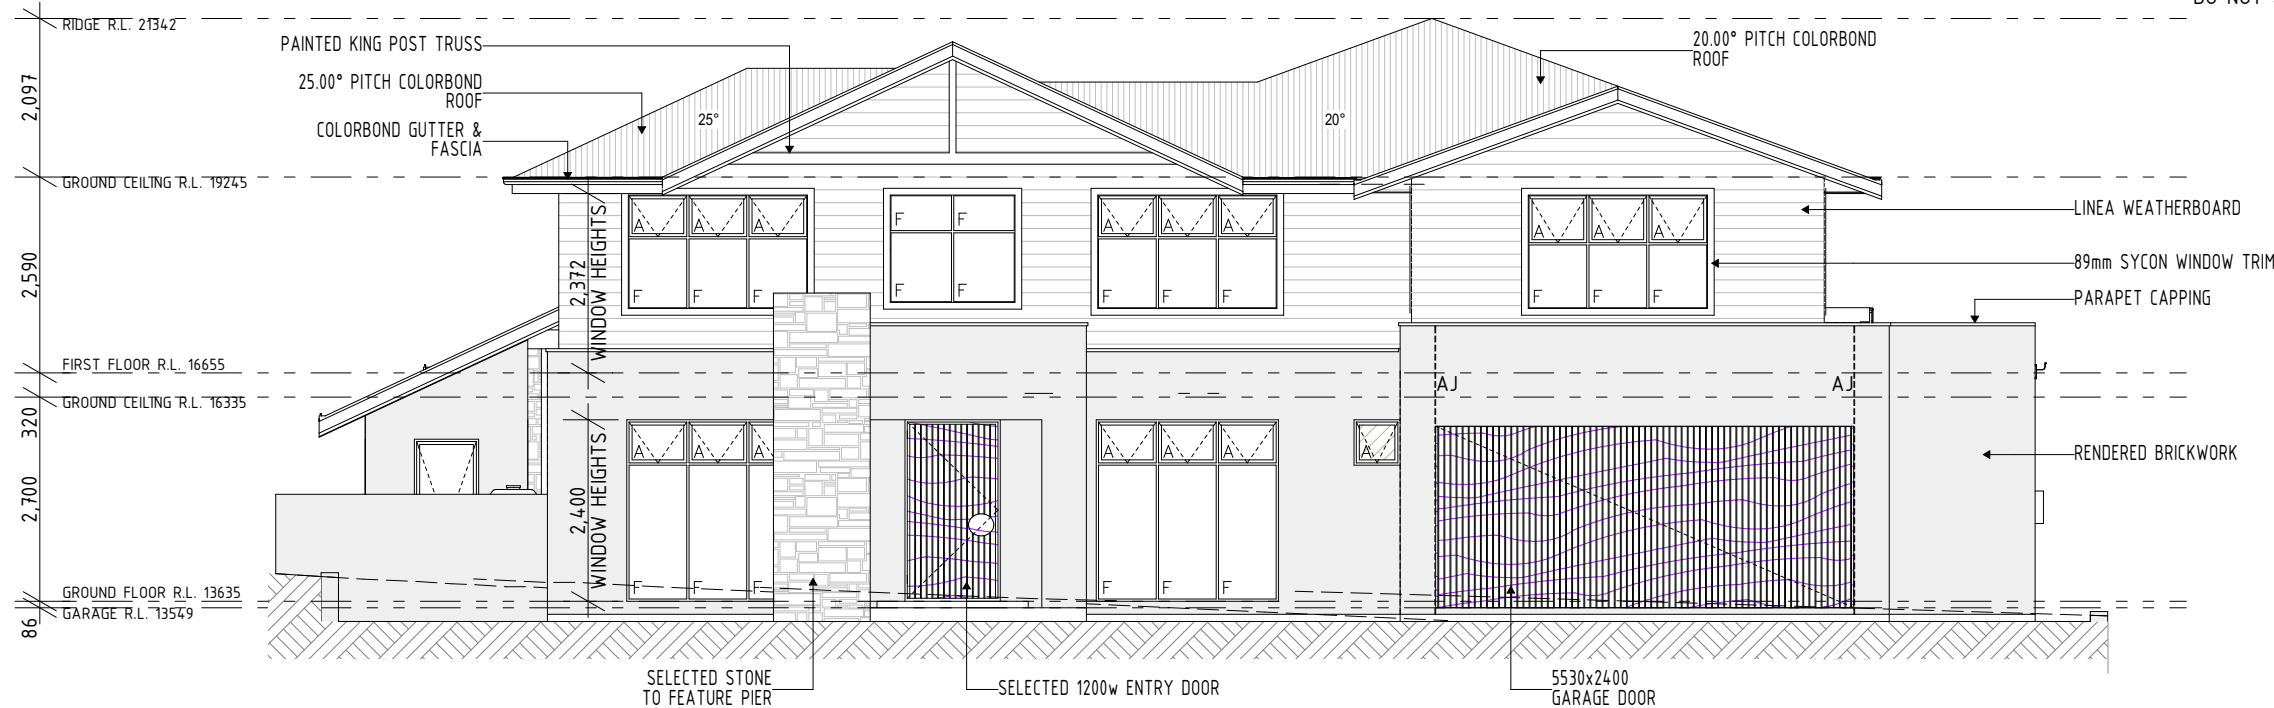 DO NOT
RIDGE R.L. 21342
PAINTED KING POST TRUSS
20.00° PITCH COLORBOND
ROOF
25.00° PITCH COLORBOND
ROOF
2,097
25°
20°
COLORBOND GUTTER &
FASCIA
GROUND CEILING R.L. 19245
A A A
F F
A A A
A A A
LINEA WEATHERBOARD
2,590
2,372
WINDOW HEIGHTS
F F F
F F
F F F
F F F
89mm SYCON WINDOW TRIM
PARAPET CAPPING
FIRST FLOOR R.L. 16655
AJ
AJ
GROUND CEILING R.L. 16335
320
A A A
A A A
A
RENDERED BRICKWORK
2,700
2,400
WINDOW HEIGHTS
F F F
F F F
GROUND FLOOR R.L. 13635
GARAGE R.L. 13549
86
SELECTED STONE
TO FEATURE PIER
SELECTED 1200w ENTRY DOOR
5530x2400
GARAGE DOOR